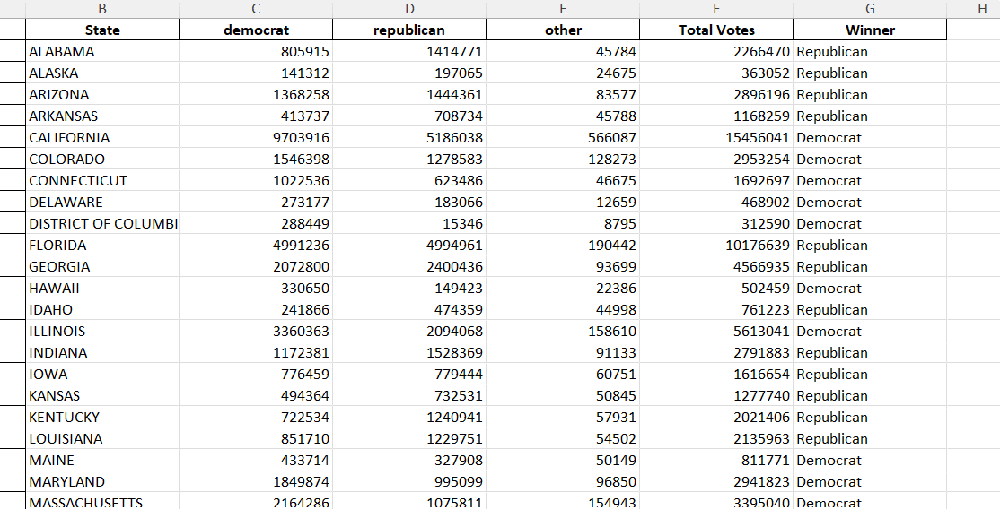 B C D E F G H
State democrat republican other Total Votes Winner
ALABAMA 805915 1414771 45784 2266470 Republican
ALASKA 141312 197065 24675 363052 Republican
ARIZONA 1368258 1444361 83577 2896196 Republican
ARKANSAS 413737 708734 45788 1168259 Republican
CALIFORNIA 9703916 5186038 566087 15456041 Democrat
COLORADO 1546398 1278583 128273 2953254 Democrat
CONNECTICUT 1022536 623486 46675 1692697 Democrat
DELAWARE 273177 183066 12659 468902 Democrat
DISTRICT OF COLUMBI 288449 15346 8795 312590 Democrat
FLORIDA 4991236 4994961 190442 10176639 Republican
GEORGIA 2072800 2400436 93699 4566935 Republican
HAWAII 330650 149423 22386 502459 Democrat
IDAHO 241866 474359 44998 761223 Republican
ILLINOIS 3360363 2094068 158610 5613041 Democrat
INDIANA 1172381 1528369 91133 2791883 Republican
IOWA 776459 779444 60751 1616654 Republican
KANSAS 494364 732531 50845 1277740 Republican
KENTUCKY 722534 1240941 57931 2021406 Republican
LOUISIANA 851710 1229751 54502 2135963 Republican
MAINE 433714 327908 50149 811771 Democrat
MARYLAND 1849874 995099 96850 2941823 Democrat
MASSACHUSETTS 2164286 1075811 154943 3395040 Democrat